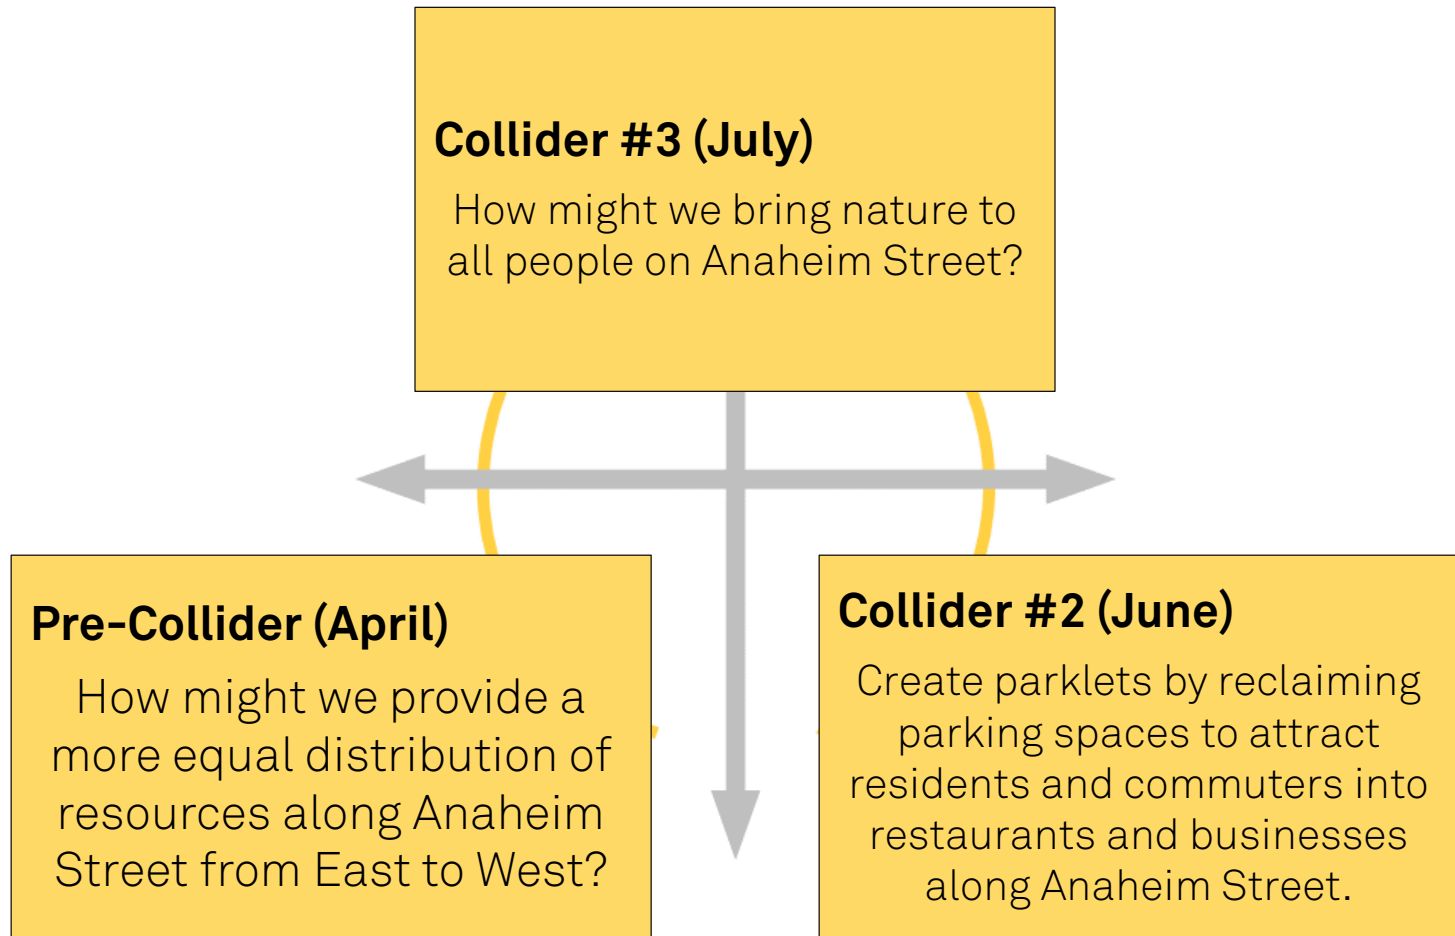 Collider #3 (July)
How might we bring nature to
all people on Anaheim Street?
Pre-Collider (April)
How might we provide a
more equal distribution of
resources along Anaheim
Street from East to West?
Collider #2 (June)
Create parklets by reclaiming
parking spaces to attract
residents and commuters into
restaurants and businesses
along Anaheim Street.